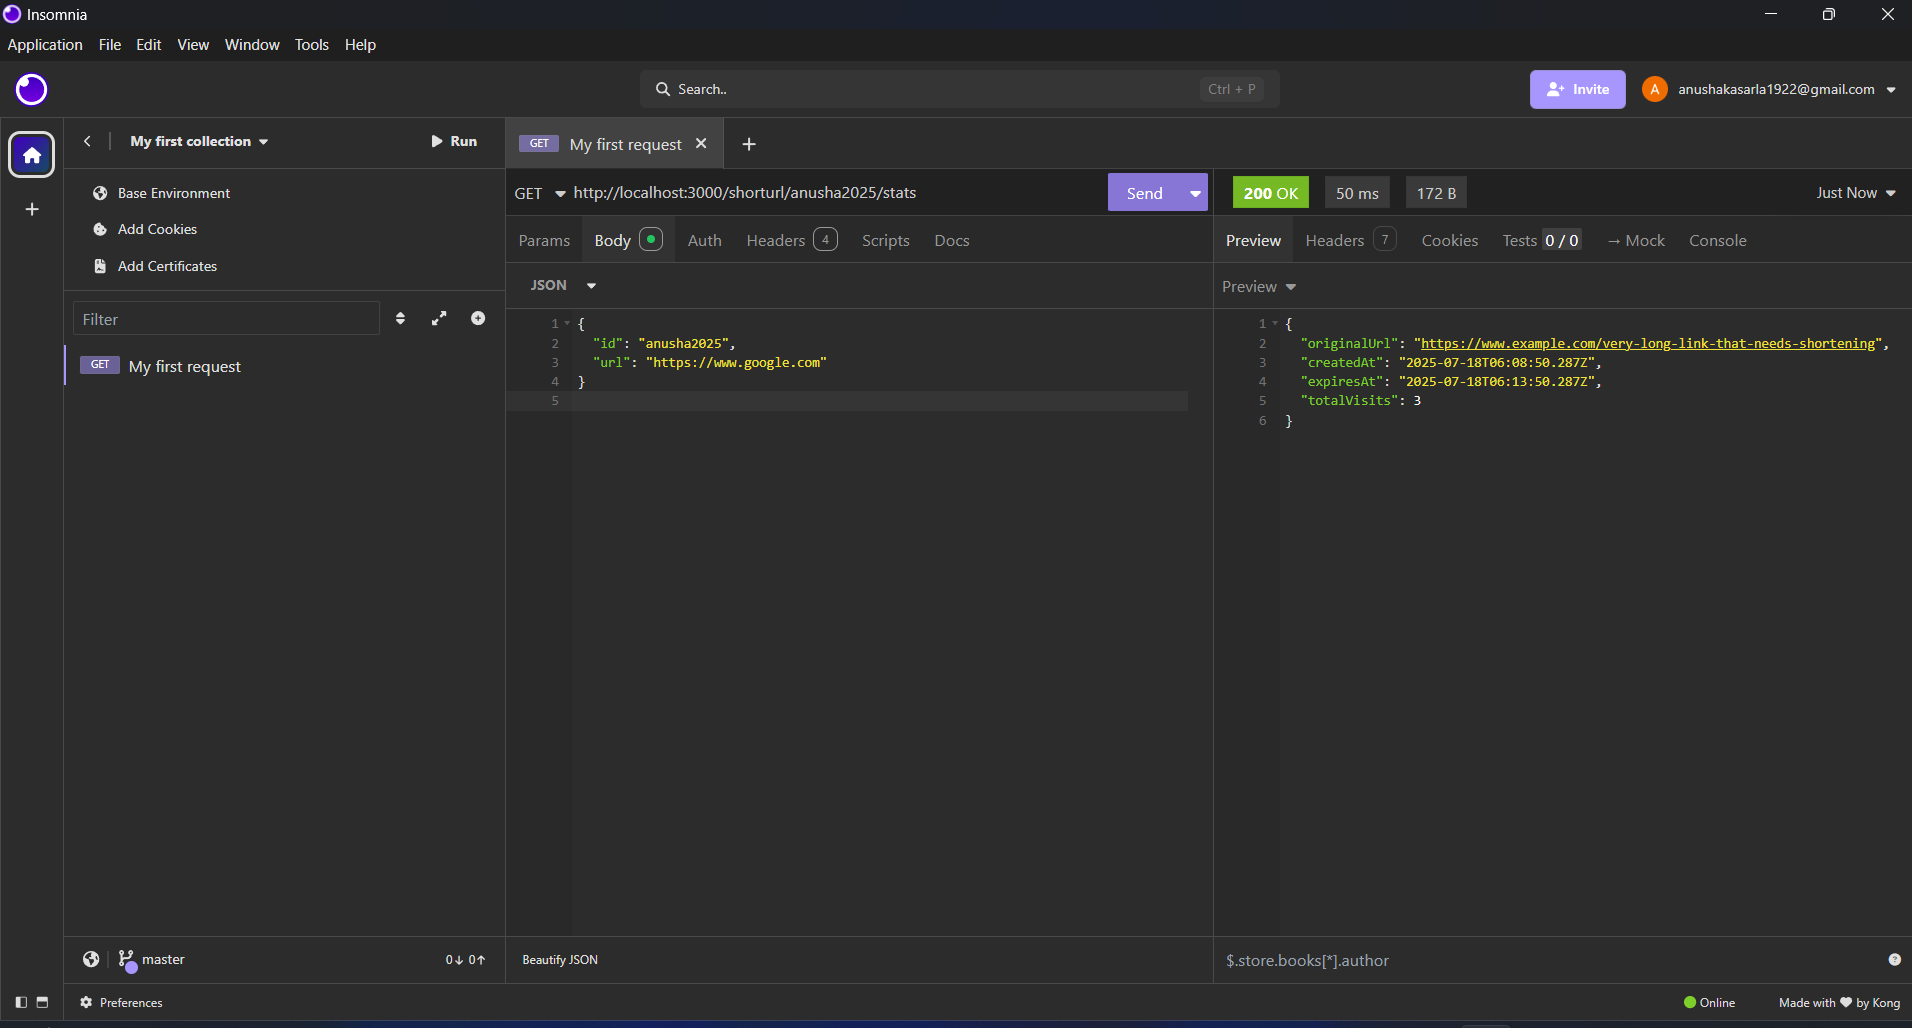 Insomnia
Application File Edit View Window Tools Help
Search.. Ctrl + P
Invite
A anushakasarla1922@gmail.com
My first collection
Run
Base Environment
Add Cookies
Add Certificates
Filter
GET My first request
master
0↓ 0↑
GET My first request
GET http://localhost:3000/shorturl/anusha2025/stats
Send
Params Body Auth Headers 4 Scripts Docs
JSON
1 {
2 "id": "anusha2025",
3 "url": "https://www.google.com"
4 }
5
Beautify JSON
200 OK 50 ms 172 B Just Now
Preview Headers 7 Cookies Tests 0 / 0 → Mock Console
Preview
1 {
2 "originalUrl": "https://www.example.com/very-long-link-that-needs-shortening",
3 "createdAt": "2025-07-18T06:08:50.287Z",
4 "expiresAt": "2025-07-18T06:13:50.287Z",
5 "totalVisits": 3
6 }
$.store.books[*].author
Preferences
Online
Made with ♥ by Kong